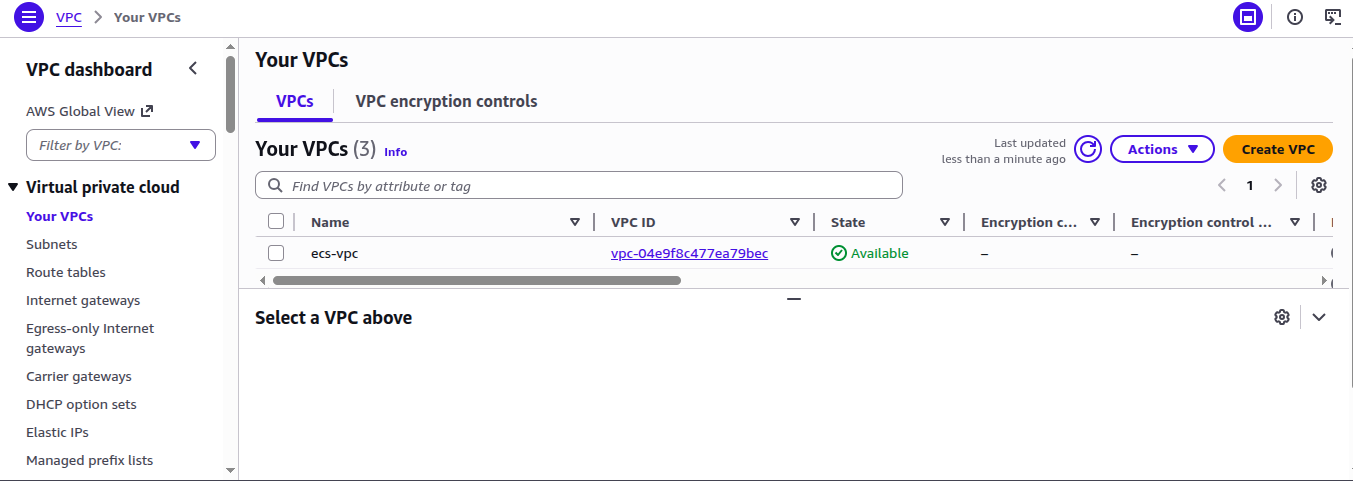 VPC > Your VPCs
VPC dashboard
AWS Global View
Filter by VPC:
Virtual private cloud
Your VPCs
Subnets
Route tables
Internet gateways
Egress-only Internet
gateways
Carrier gateways
DHCP option sets
Elastic IPs
Managed prefix lists
Your VPCs
VPCs
VPC encryption controls
Your VPCs (3) Info
Last updated
less than a minute ago
Actions
Create VPC
Find VPCs by attribute or tag
1
Name VPC ID State Encryption c... Encryption control ...
ecs-vpc vpc-04e9f8c477ea79bec Available – –
Select a VPC above